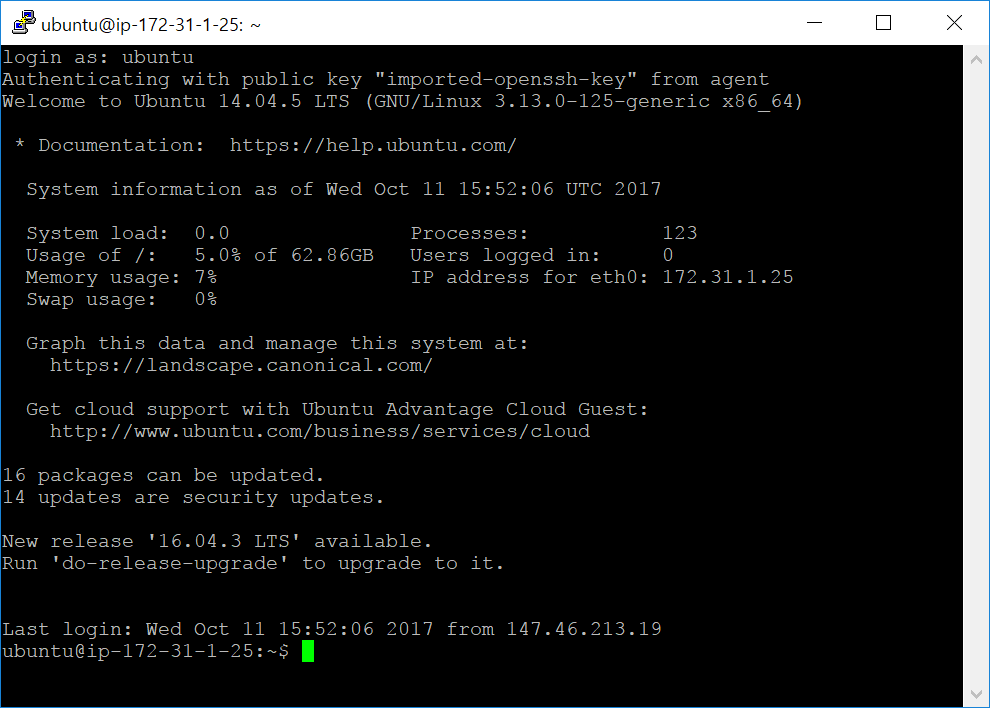 ubuntu@ip-172-31-1-25: ~
login as: ubuntu
Authenticating with public key "imported-openssh-key" from agent
Welcome to Ubuntu 14.04.5 LTS (GNU/Linux 3.13.0-125-generic x86_64)
* Documentation:  https://help.ubuntu.com/
System information as of Wed Oct 11 15:52:06 UTC 2017
System load:  0.0               Processes:           123
Usage of /:   5.0% of 62.86GB   Users logged in:     0
Memory usage: 7%                IP address for eth0: 172.31.1.25
Swap usage:   0%
Graph this data and manage this system at:
https://landscape.canonical.com/
Get cloud support with Ubuntu Advantage Cloud Guest:
http://www.ubuntu.com/business/services/cloud
16 packages can be updated.
14 updates are security updates.
New release '16.04.3 LTS' available.
Run 'do-release-upgrade' to upgrade to it.
Last login: Wed Oct 11 15:52:06 2017 from 147.46.213.19
ubuntu@ip-172-31-1-25:~$